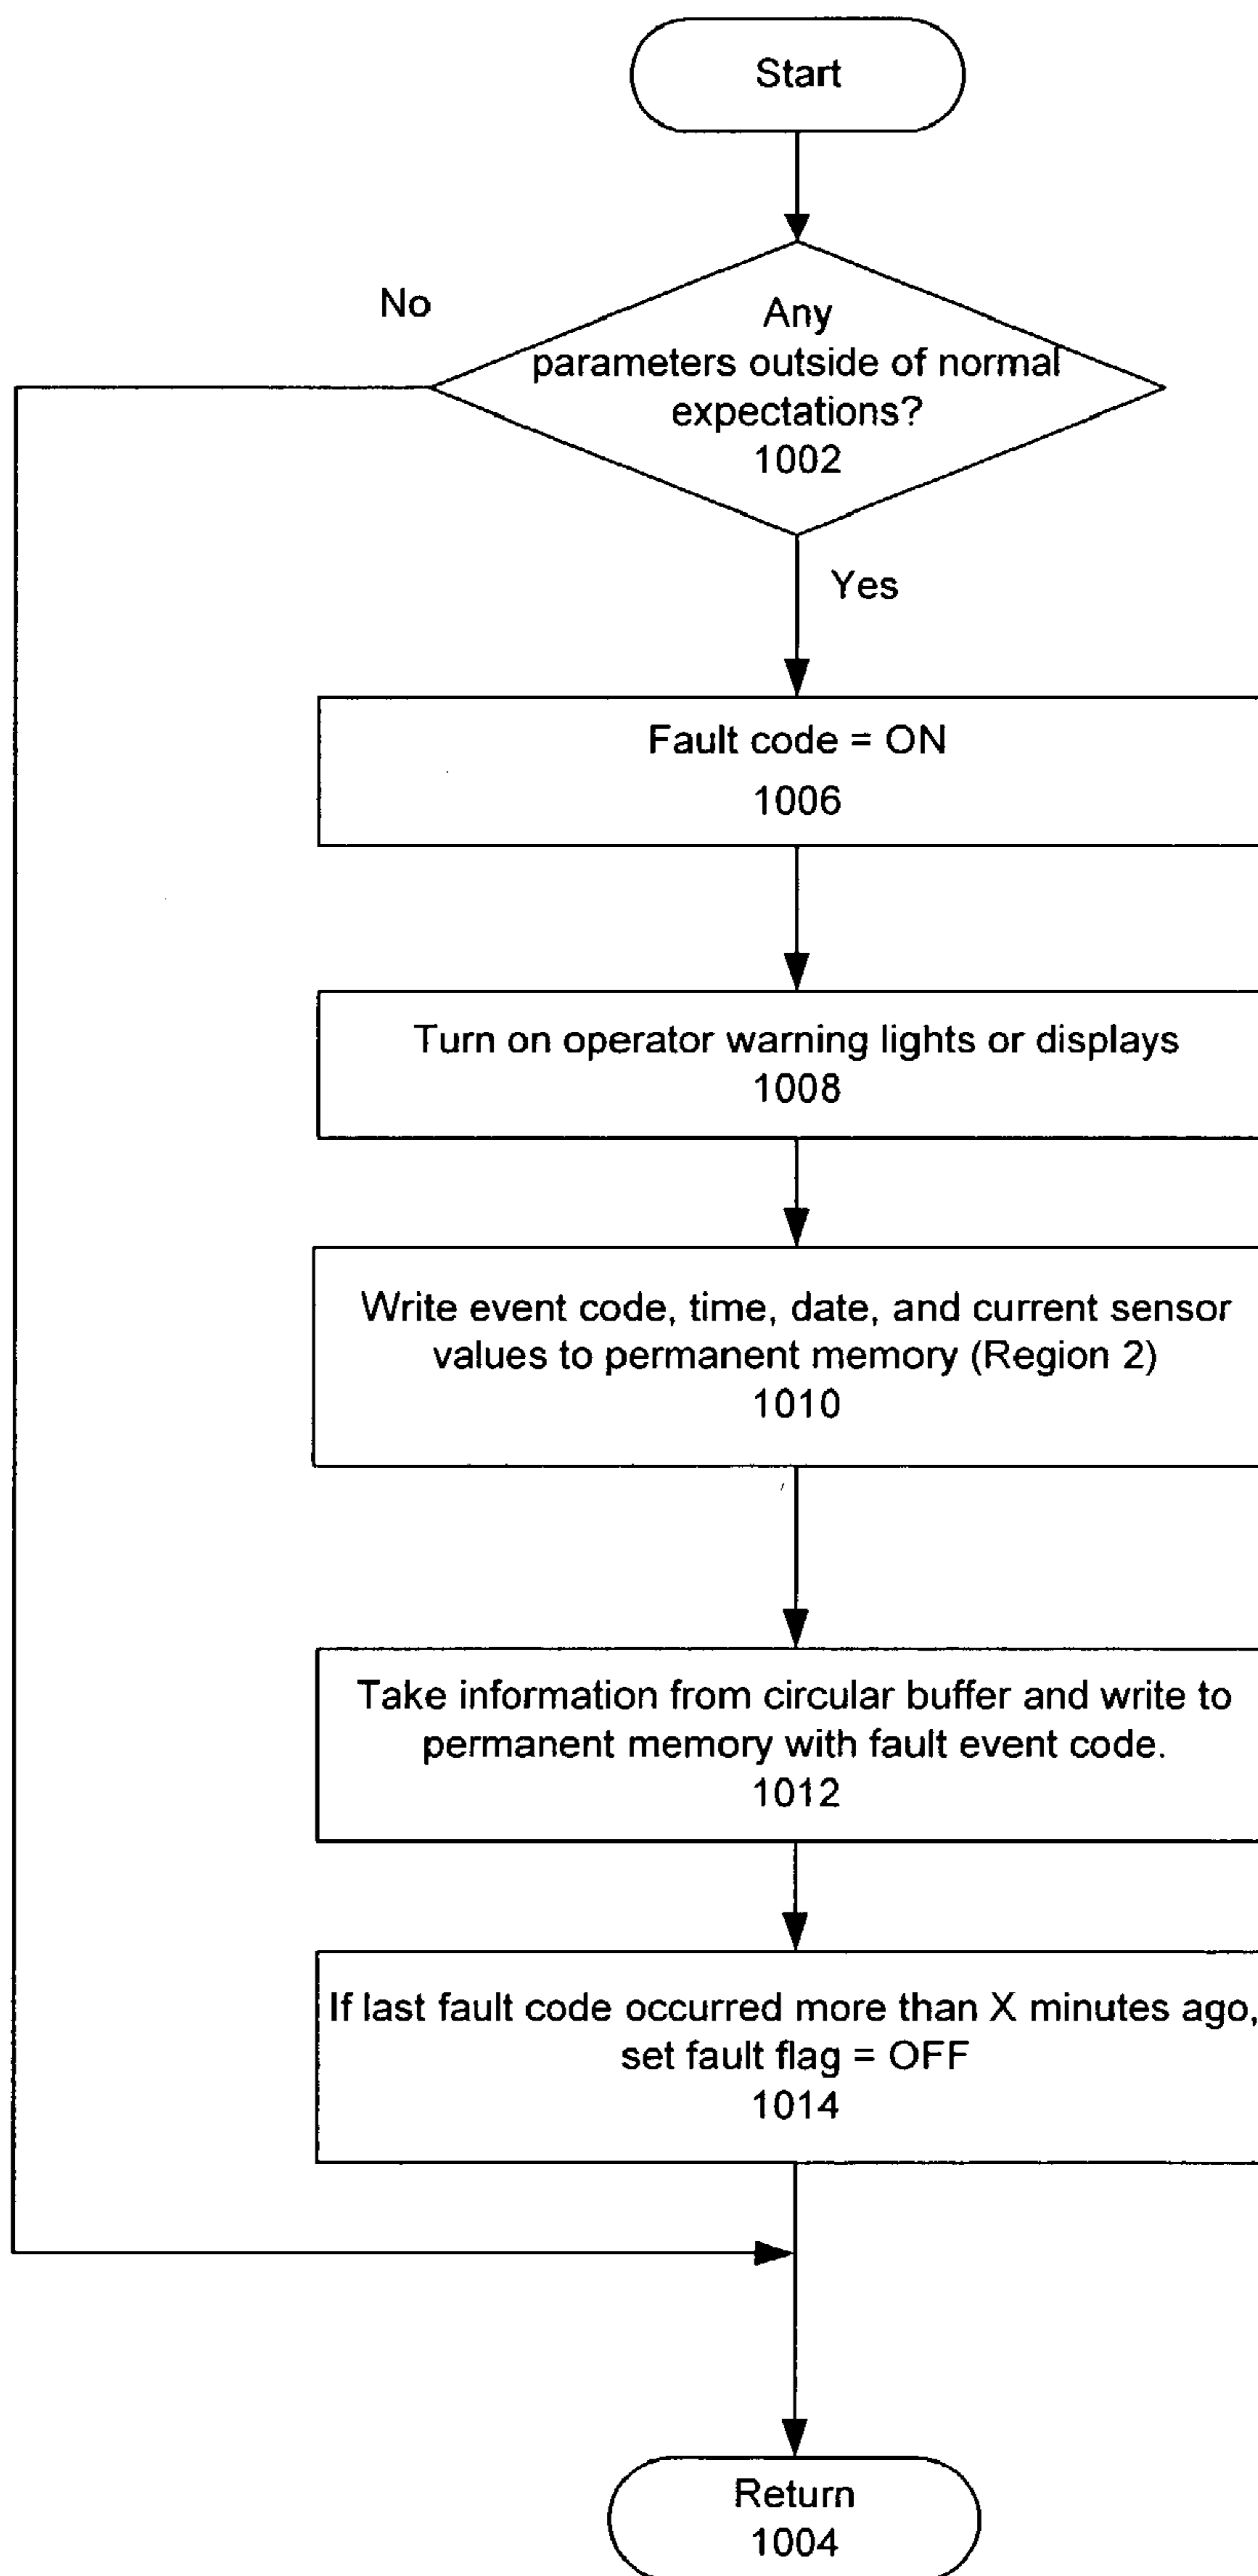 Start
No
Any
parameters outside of normal
expectations?
1002
Yes
Fault code = ON
1006
Turn on operator warning lights or displays
1008
Write event code, time, date, and current sensor
values to permanent memory (Region 2)
1010
Take information from circular buffer and write to
permanent memory with fault event code.
1012
If last fault code occurred more than X minutes ago,
set fault flag = OFF
1014
Return
1004